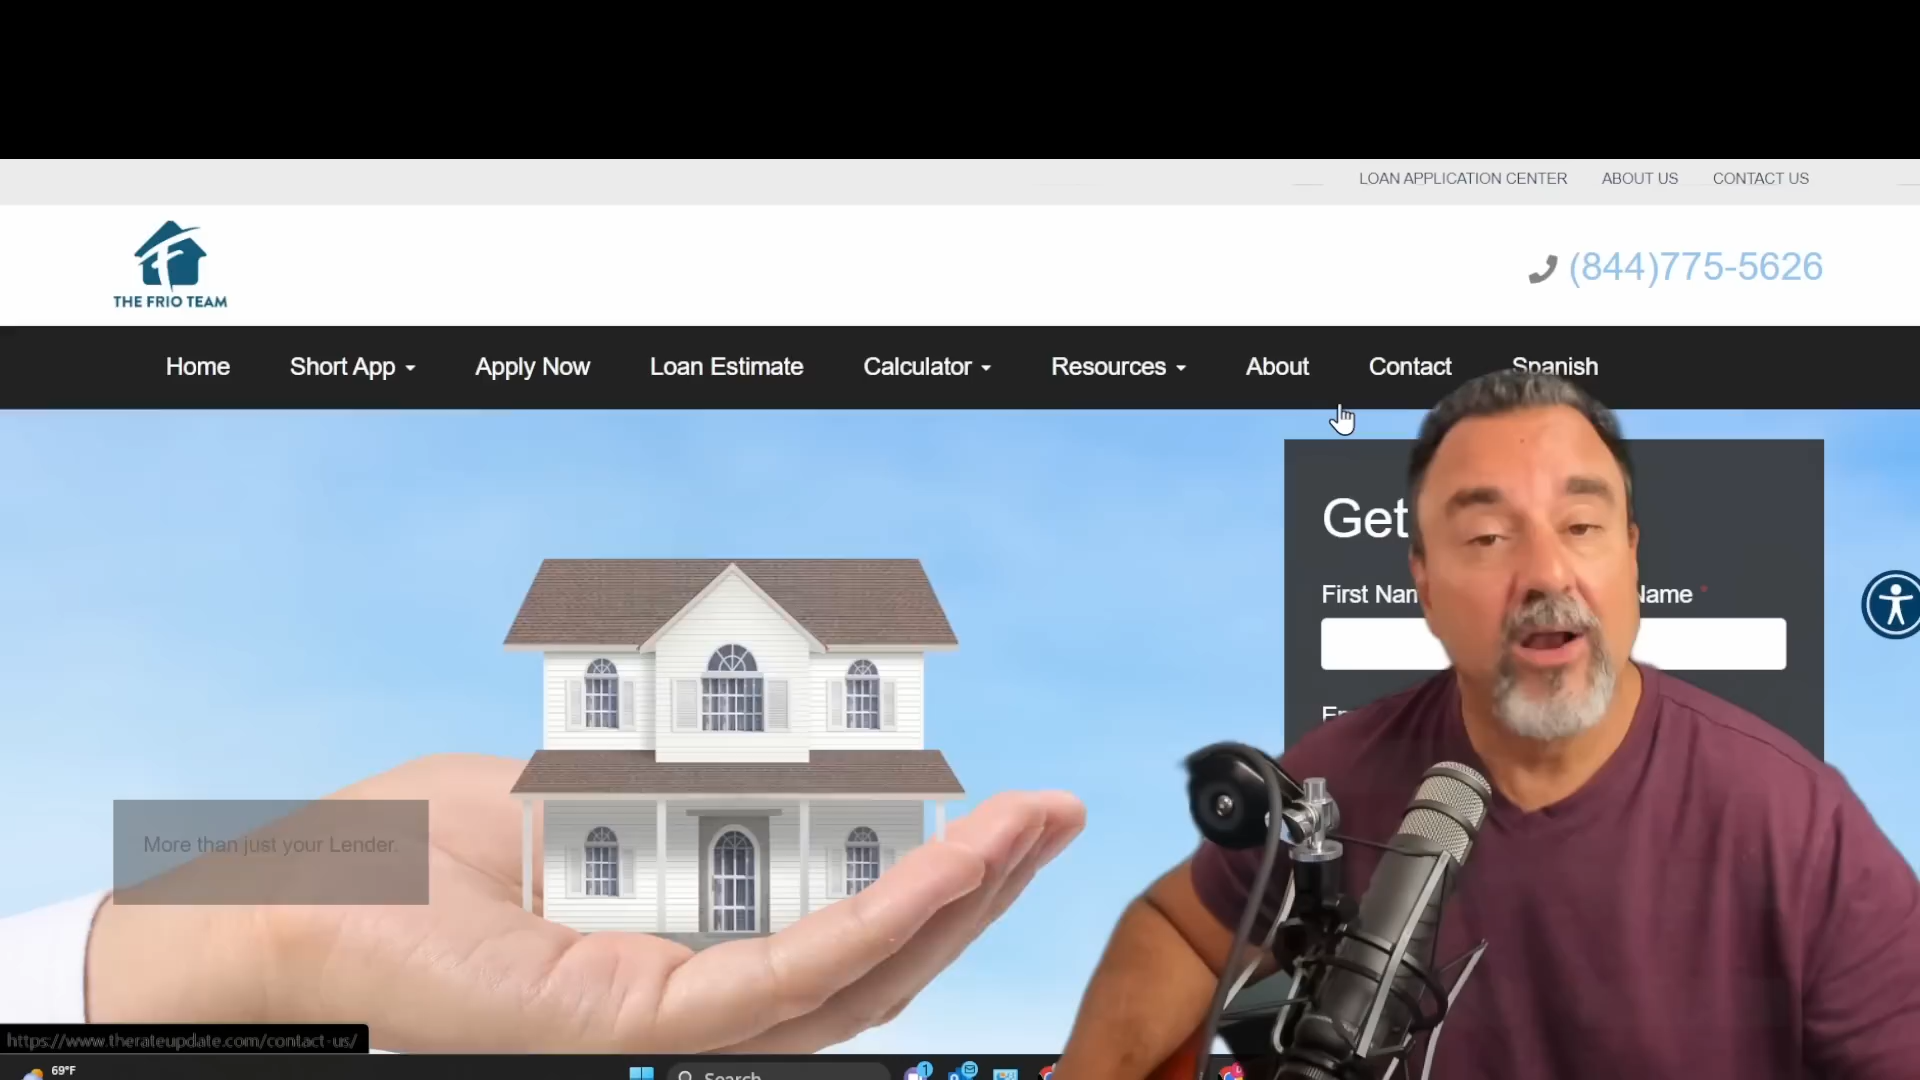 LOAN APPLICATION CENTER ABOUT US CONTACT US
THE FRIO TEAM
(844)775-5626
Home Short App Apply Now Loan Estimate Calculator Resources About Contact Spanish
Get
First Name *
More than just your Lender.
https://www.therateupdate.com/contact-us/
69°F
Search
1